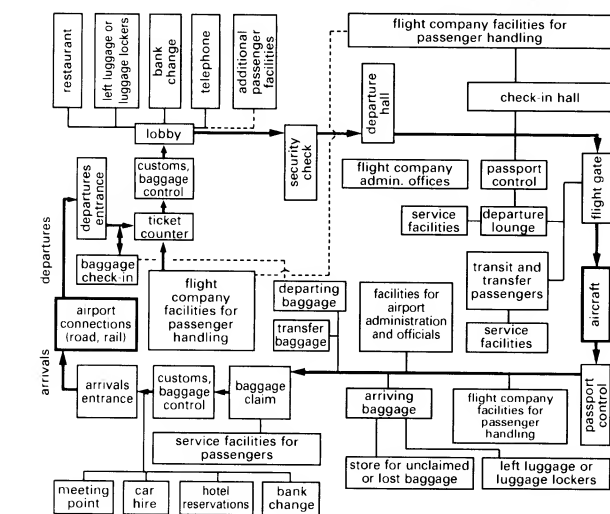 restaurant
left luggage or
luggage lockers
bank
change
telephone
additional
passenger
facilities
flight company facilities for
passenger handling
lobby
security
check
departure
hall
check-in hall
customs,
baggage
control
flight company
admin. offices
passport
control
flight gate
departures
entrance
ticket
counter
service
facilities
departure
lounge
departures
baggage
check-in
flight
company
facilities for
passenger
handling
departing
baggage
facilities for
airport
administration
and officials
transit and
transfer
passengers
aircraft
airport
connections
(road, rail)
transfer
baggage
service
facilities
arrivals
arrivals
entrance
customs,
baggage
control
baggage
claim
arriving
baggage
flight company
facilities for
passenger
handling
passport
control
service facilities for
passengers
store for unclaimed
or lost baggage
left luggage or
luggage lockers
meeting
point
car
hire
hotel
reservations
bank
change